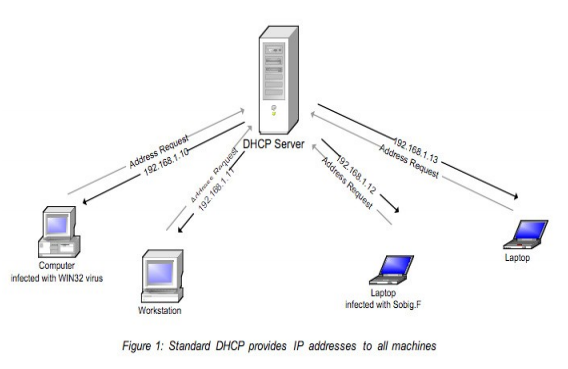 DHCP Server
Address Request
192.168.1.10
Address Request
192.168.1.11
192.168.1.12
Address Request
192.168.1.13
Address Request
Computer
infected with WIN32 virus
Workstation
Laptop
infected with Sobig.F
Laptop
Figure 1: Standard DHCP provides IP addresses to all machines